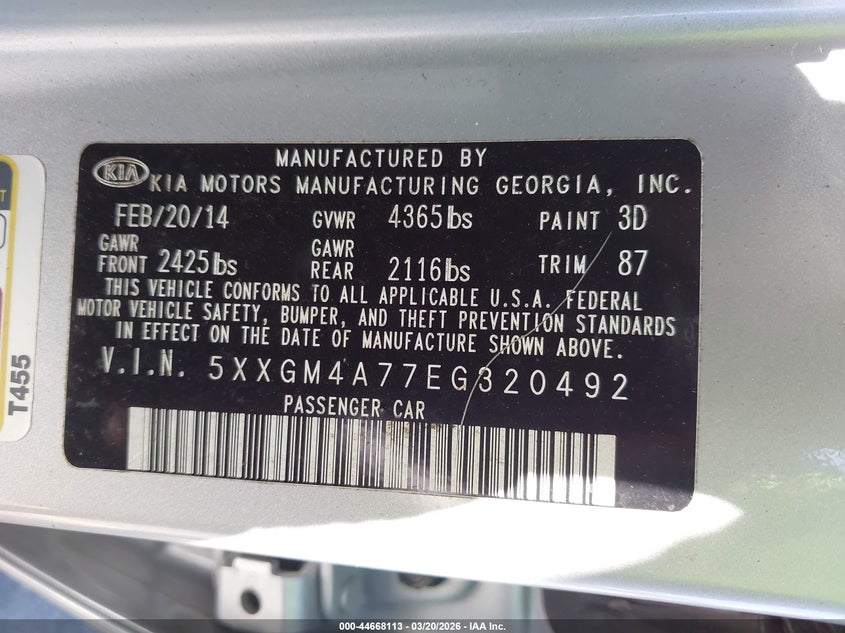 MANUFACTURED BY
KIA KIA MOTORS MANUFACTURING GEORGIA, INC.
FEB/20/14 GVWR 4365lbs PAINT 3D
GAWR FRONT 2425lbs GAWR REAR 2116lbs TRIM 87
THIS VEHICLE CONFORMS TO ALL APPLICABLE U.S.A. FEDERAL
MOTOR VEHICLE SAFETY, BUMPER, AND THEFT PREVENTION STANDARDS
IN EFFECT ON THE DATE OF MANUFACTURE SHOWN ABOVE.
V.I.N. 5XXGM4A77EG320492
PASSENGER CAR
T455
000-44668113 - 03/20/2026 - IAA Inc.